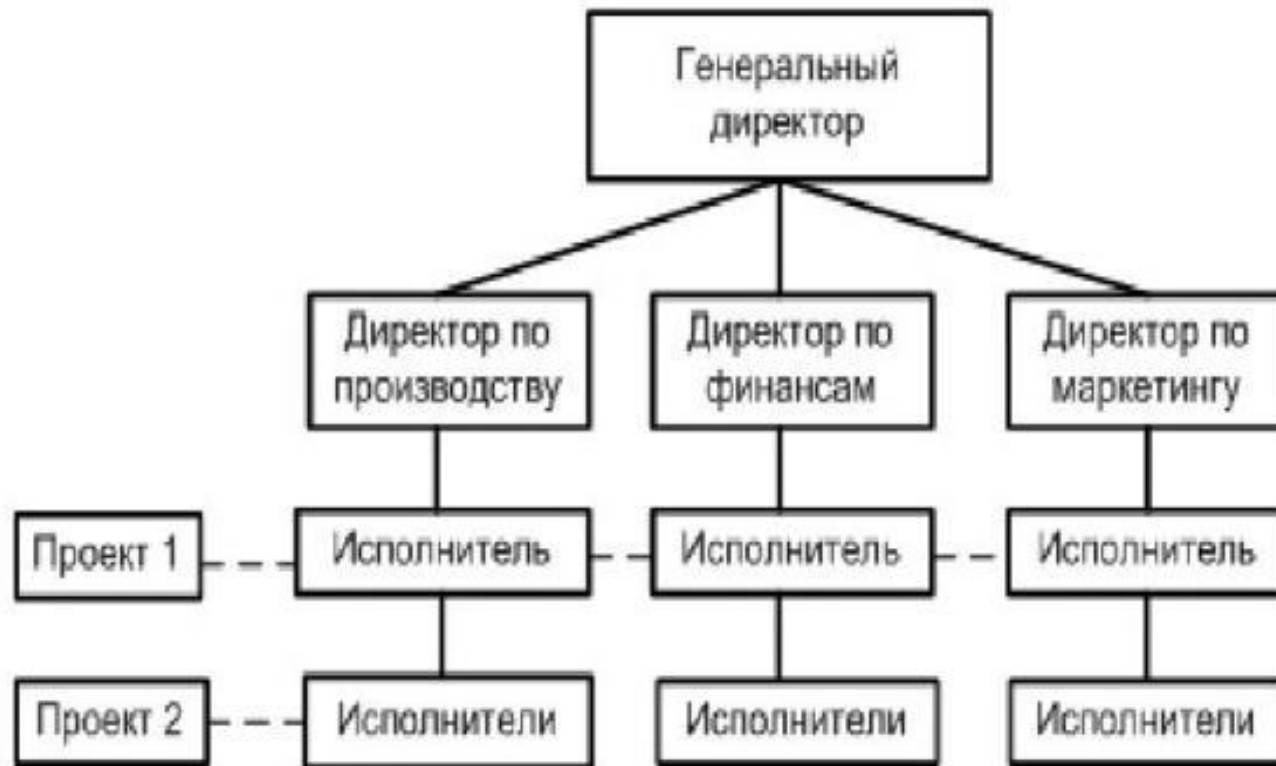 Генеральный
директор
Директор по
производству
Директор по
финансам
Директор по
маркетингу
Проект 1
Исполнитель
Исполнитель
Исполнитель
Проект 2
Исполнители
Исполнители
Исполнители